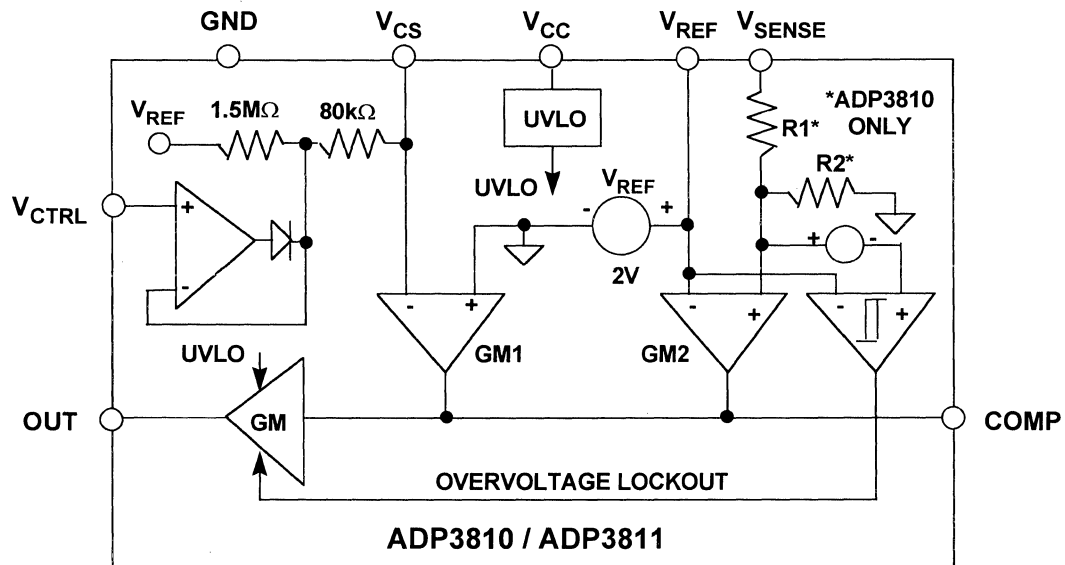 GND
VCS
VCC
VREF
VSENSE
VREF
1.5MΩ
80kΩ
UVLO
*ADP3810
ONLY
R1*
R2*
VCTRL
+
-
UVLO
VREF
-
+
2V
+
-
-
+
GM1
-
+
GM2
-
+
UVLO
OUT
GM
COMP
OVERVOLTAGE LOCKOUT
ADP3810 / ADP3811